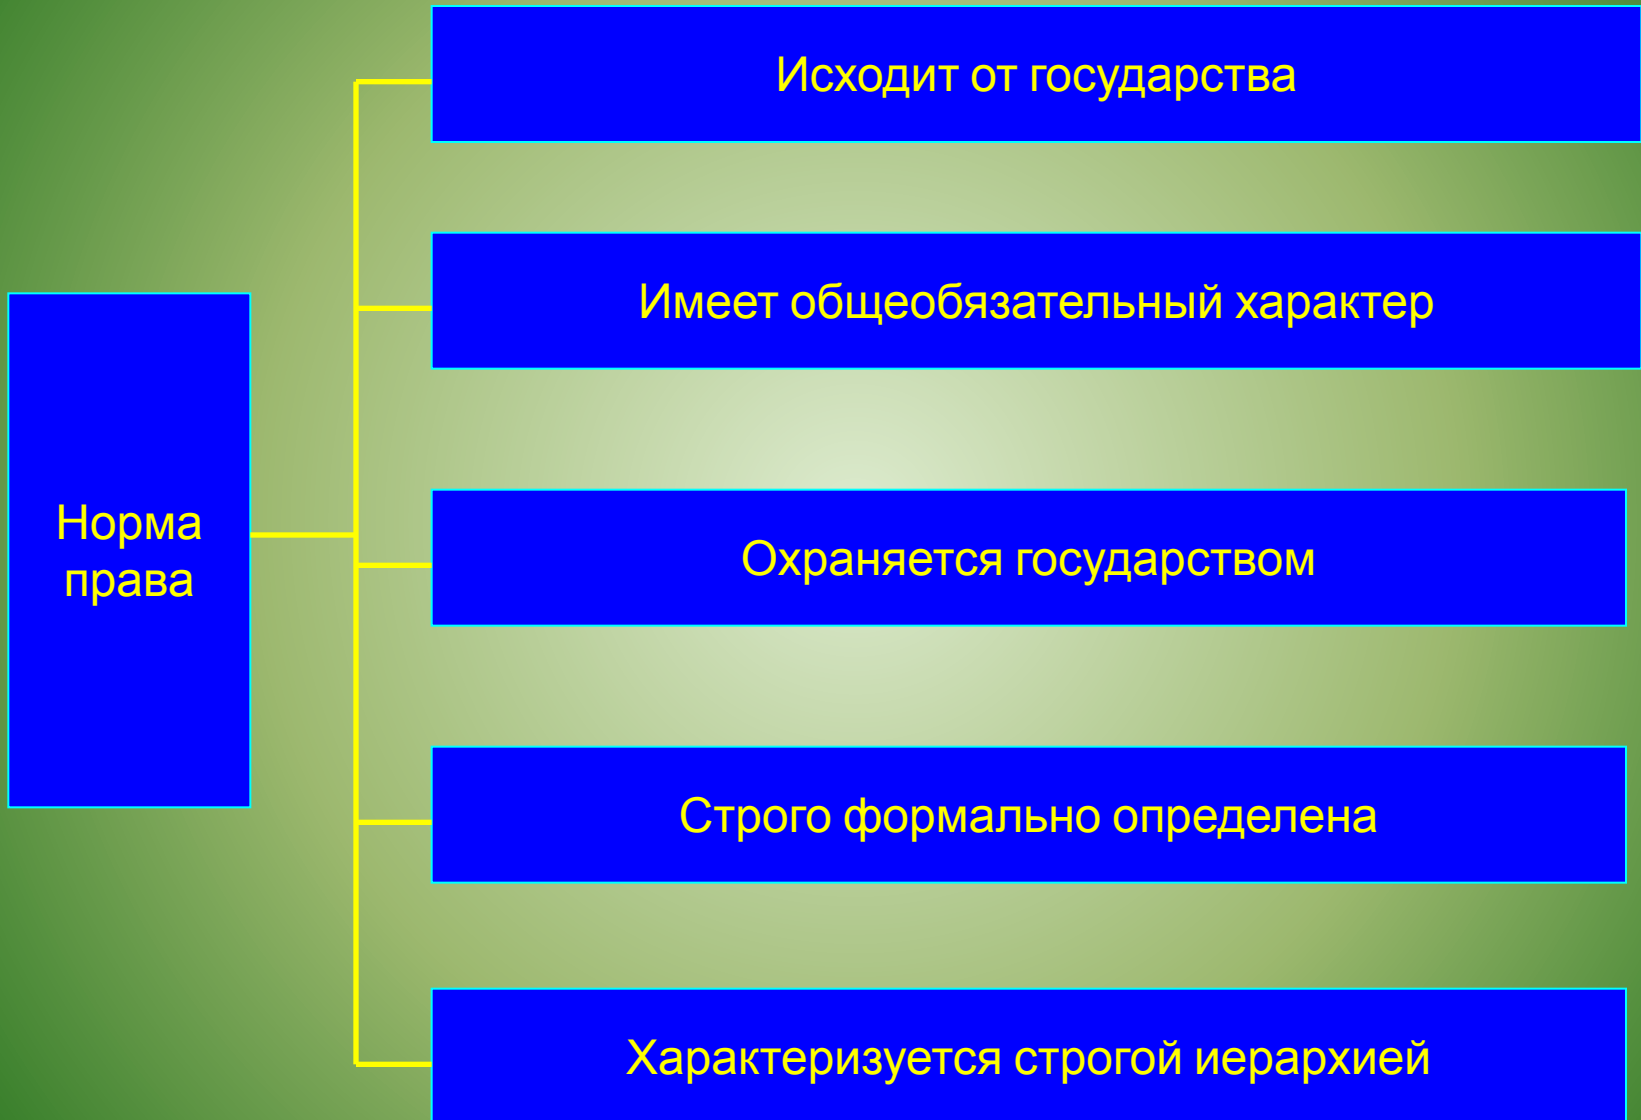 Норма
права
Исходит от государства
Имеет общеобязательный характер
Охраняется государством
Строго формально определена
Характеризуется строгой иерархией